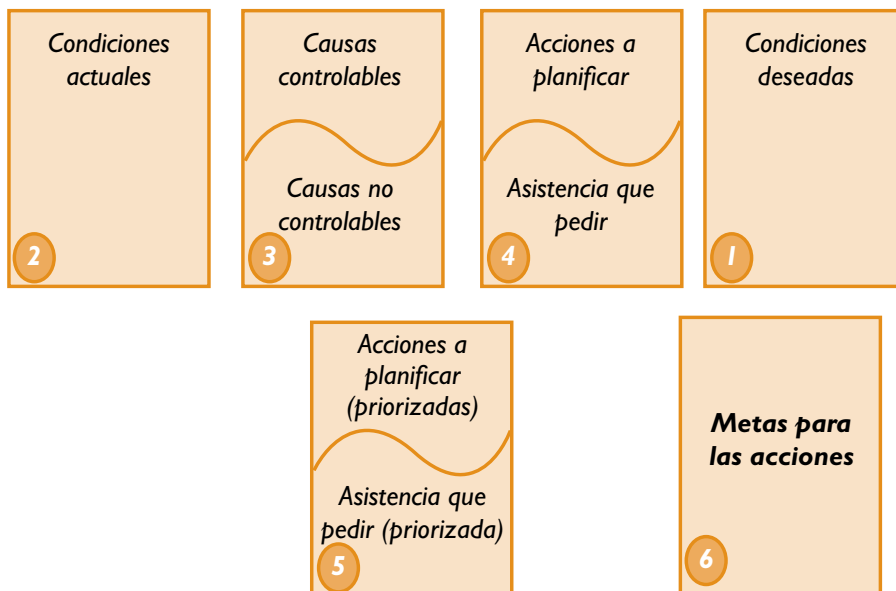 Condiciones
actuales
2
Causas
controlables
Causas no
controlables
3
Acciones a
planificar
Asistencia que
pedir
4
Condiciones
deseadas
1
Acciones a
planificar
(priorizadas)
Asistencia que
pedir (priorizada)
5
Metas para
las acciones
6